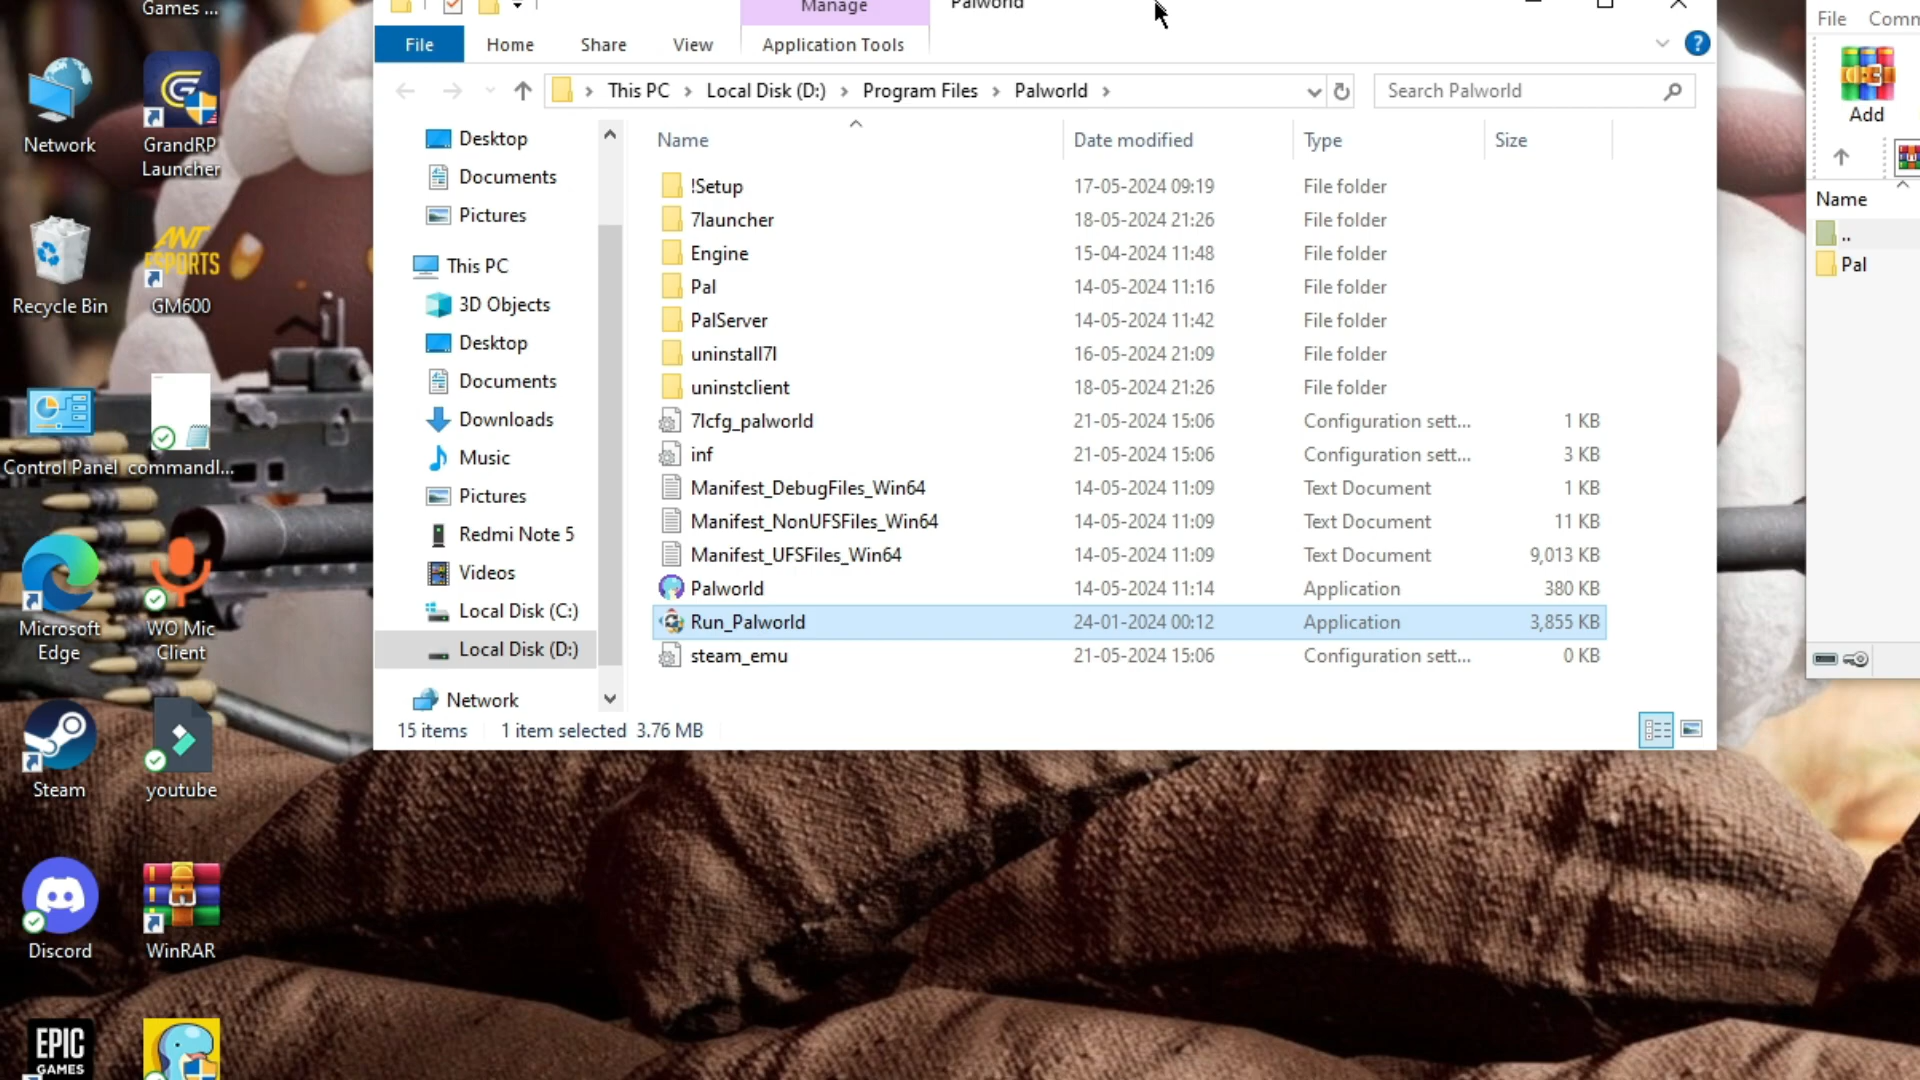 Games ...
Network
GrandRP
Launcher
Recycle Bin
ANT
ESPORTS
GM600
Control Panel
commandl...
Microsoft
Edge
WO Mic
Client
Steam
youtube
Discord
WinRAR
EPIC
GAMES
Manage
Palworld
File
Home
Share
View
Application Tools
This PC
Local Disk (D:)
Program Files
Palworld
Search Palworld
Desktop
Documents
Pictures
This PC
3D Objects
Desktop
Documents
Downloads
Music
Pictures
Redmi Note 5
Videos
Local Disk (C:)
Local Disk (D:)
Network
Name Date modified Type Size
!Setup 17-05-2024 09:19 File folder
7launcher 18-05-2024 21:26 File folder
Engine 15-04-2024 11:48 File folder
Pal 14-05-2024 11:16 File folder
PalServer 14-05-2024 11:42 File folder
uninstall7l 16-05-2024 21:09 File folder
uninstclient 18-05-2024 21:26 File folder
7lcfg_palworld 21-05-2024 15:06 Configuration sett... 1 KB
inf 21-05-2024 15:06 Configuration sett... 3 KB
Manifest_DebugFiles_Win64 14-05-2024 11:09 Text Document 1 KB
Manifest_NonUFSFiles_Win64 14-05-2024 11:09 Text Document 11 KB
Manifest_UFSFiles_Win64 14-05-2024 11:09 Text Document 9,013 KB
Palworld 14-05-2024 11:14 Application 380 KB
Run_Palworld 24-01-2024 00:12 Application 3,855 KB
steam_emu 21-05-2024 15:06 Configuration sett... 0 KB
15 items 1 item selected 3.76 MB
File Comm
Add
Name
..
Pal